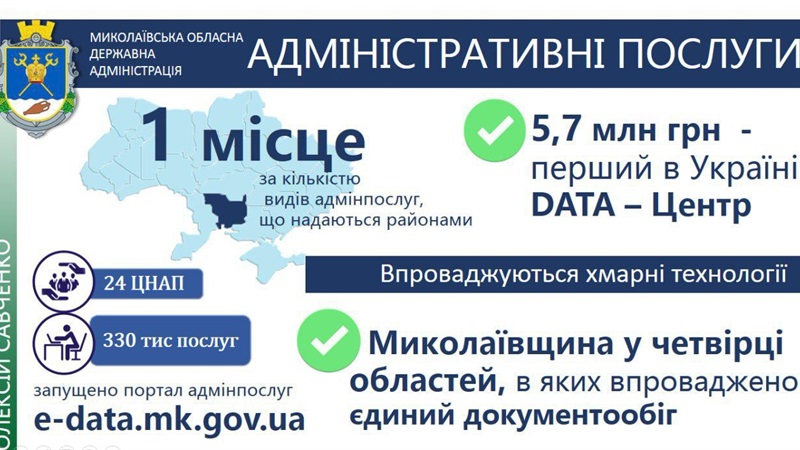 МИКОЛАЇВСЬКА ОБЛАСНА
ДЕРЖАВНА
АДМІНІСТРАЦІЯ
АДМІНІСТРАТИВНІ ПОСЛУГИ
1 місце
за кількістю
видів адмінпослуг,
що надаються районами
5,7 млн грн -
перший в Україні
DATA – Центр
24 ЦНАП
330 тис послуг
запущено портал адмінпослуг
e-data.mk.gov.ua
Впроваджуються хмарні технології
Миколаївщина у четвірці
областей, в яких впроваджено
єдиний документообіг
ОЛЕКСІЙ САВЧЕНКО